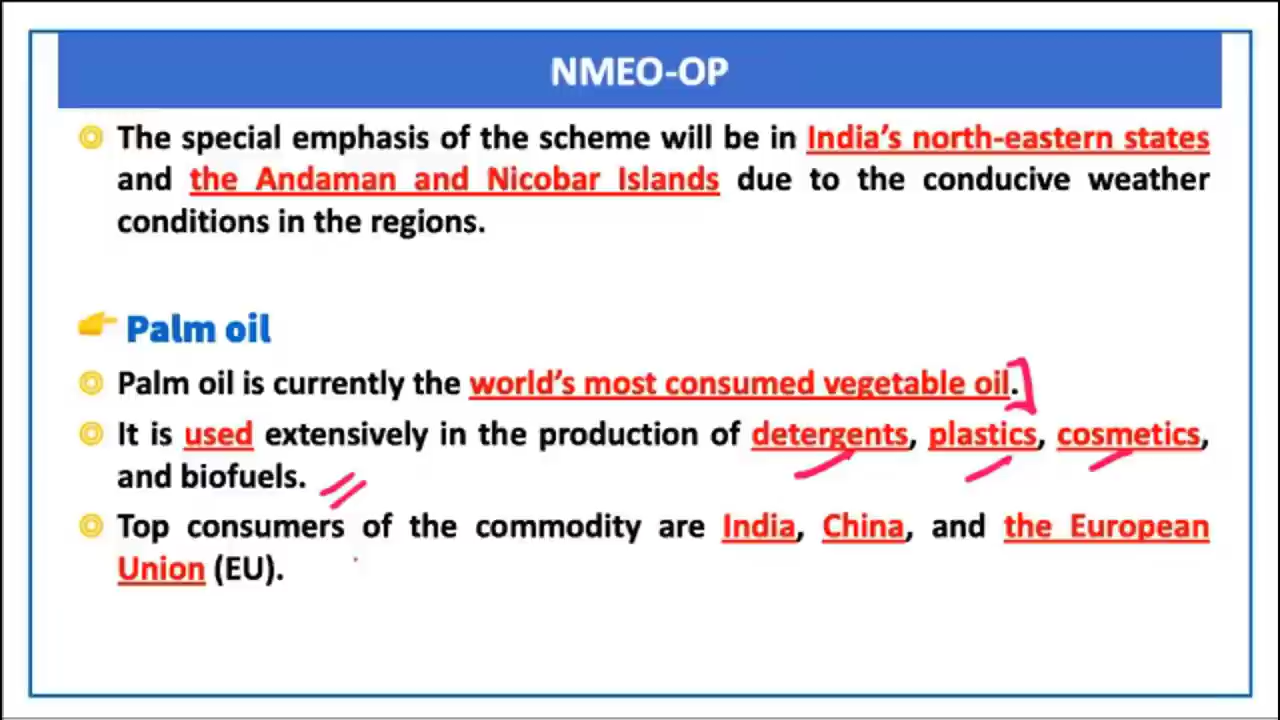 NMEO-OP
The special emphasis of the scheme will be in India's north-eastern states
and the Andaman and Nicobar Islands due to the conducive weather
conditions in the regions.
Palm oil
Palm oil is currently the world's most consumed vegetable oil.
It is used extensively in the production of detergents, plastics, cosmetics,
and biofuels.
Top consumers of the commodity are India, China, and the European
Union (EU).